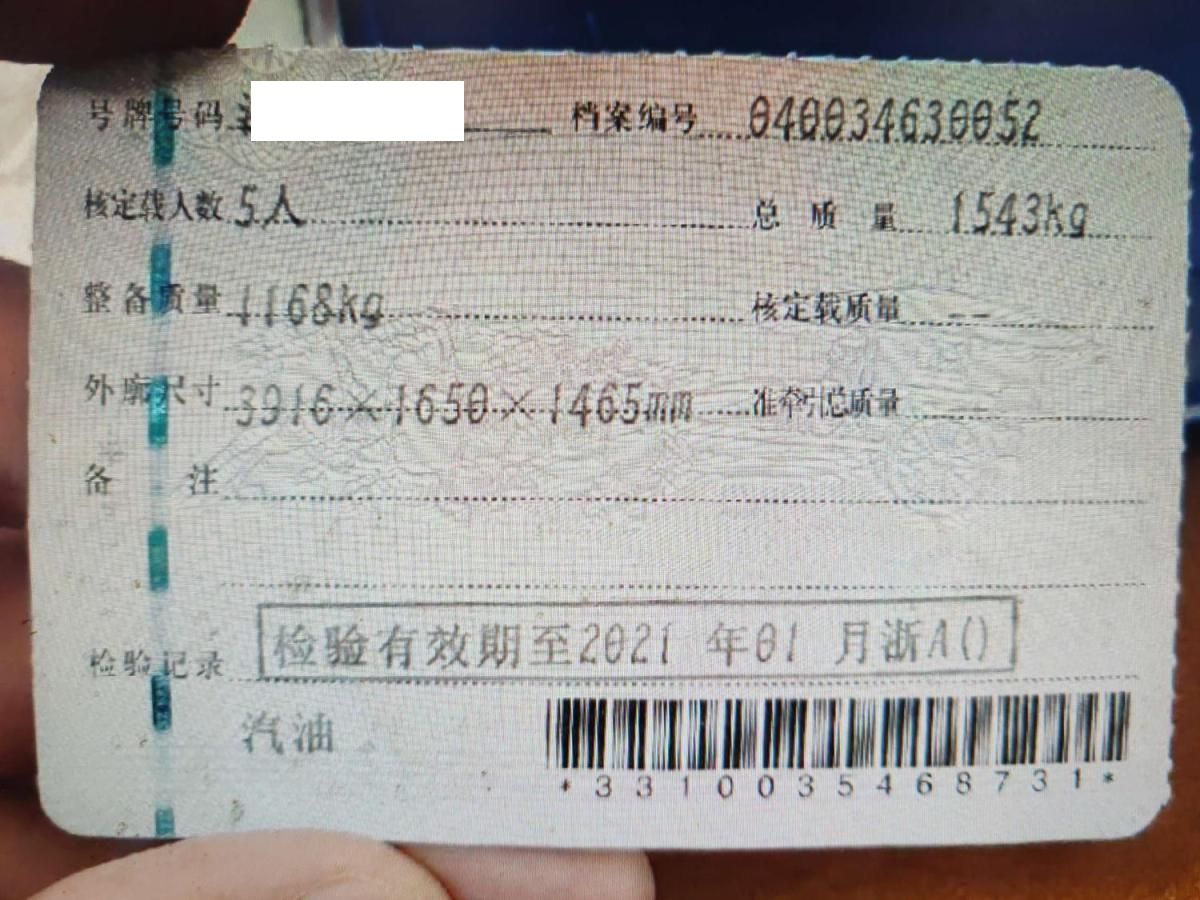 号牌号码 档案编号 040034630052
核定载人数 5人 总质量 1543kg
整备质量 1168kg 核定载质量 --
外廓尺寸 3916×1650×1465mm 准牵引总质量 --
备注
检验记录 检验有效期至2021年01月浙A()
汽油
*3310035468731*